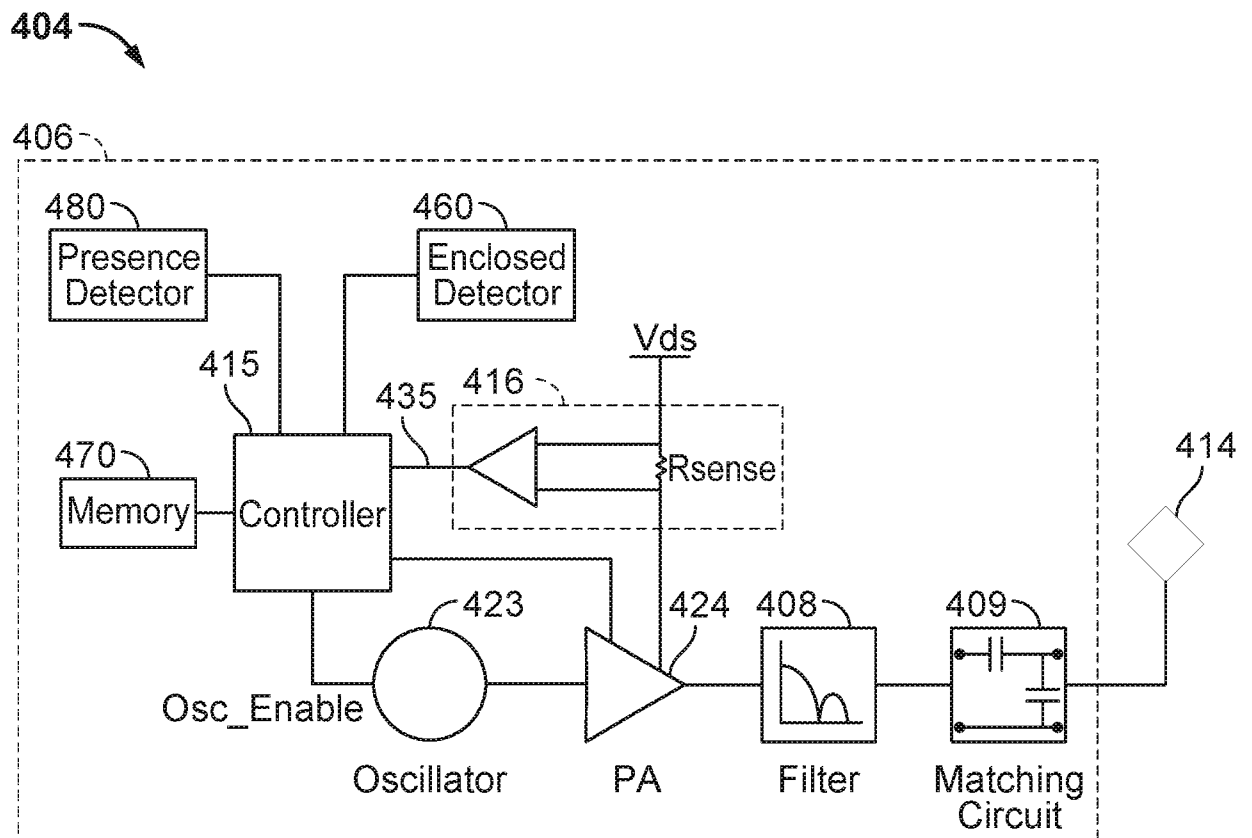 404
406
480
Presence
Detector
460
Enclosed
Detector
Vds
415
416
435
Rsense
414
470
Memory
Controller
423
424
408
409
Osc_Enable
Oscillator
PA
Filter
Matching
Circuit